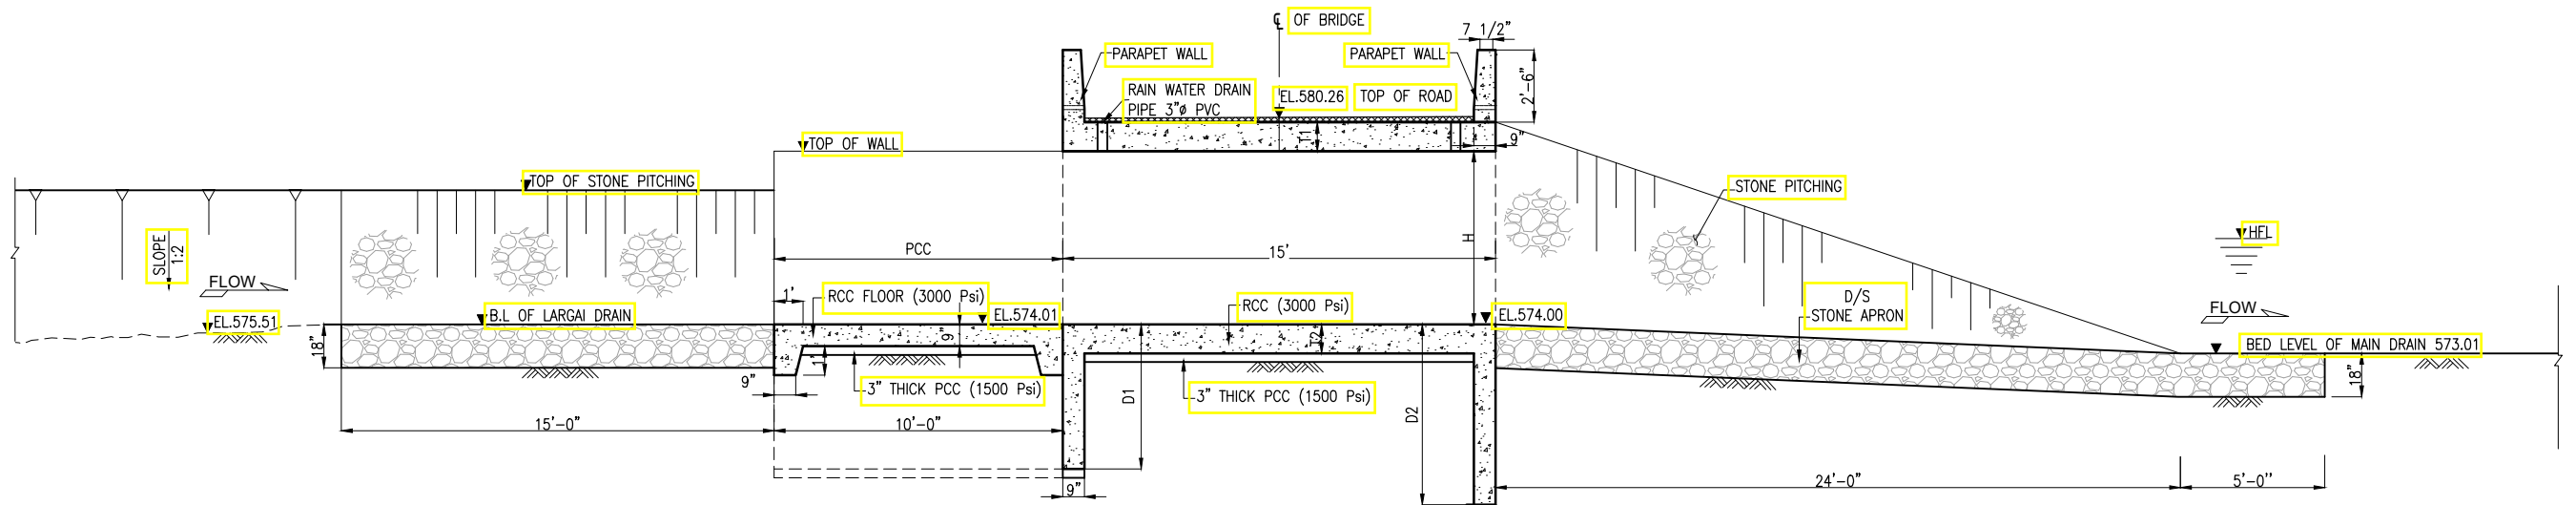 ℄ OF BRIDGE
7 1/2"
PARAPET WALL
PARAPET WALL
RAIN WATER DRAIN
PIPE 3"ø PVC
EL.580.26
TOP OF ROAD
2'-6"
TOP OF WALL
T1
9"
TOP OF STONE PITCHING
STONE PITCHING
SLOPE
1:2
HFL
PCC
15'
H
FLOW
1'
RCC FLOOR (3000 Psi)
RCC (3000 Psi)
D/S
STONE APRON
FLOW
EL.575.51
B.L OF LARGAI DRAIN
EL.574.01
EL.574.00
18"
9"
T2
BED LEVEL OF MAIN DRAIN 573.01
1'
9"
3" THICK PCC (1500 Psi)
D1
3" THICK PCC (1500 Psi)
D2
18"
15'-0"
10'-0"
9"
24'-0"
5'-0''